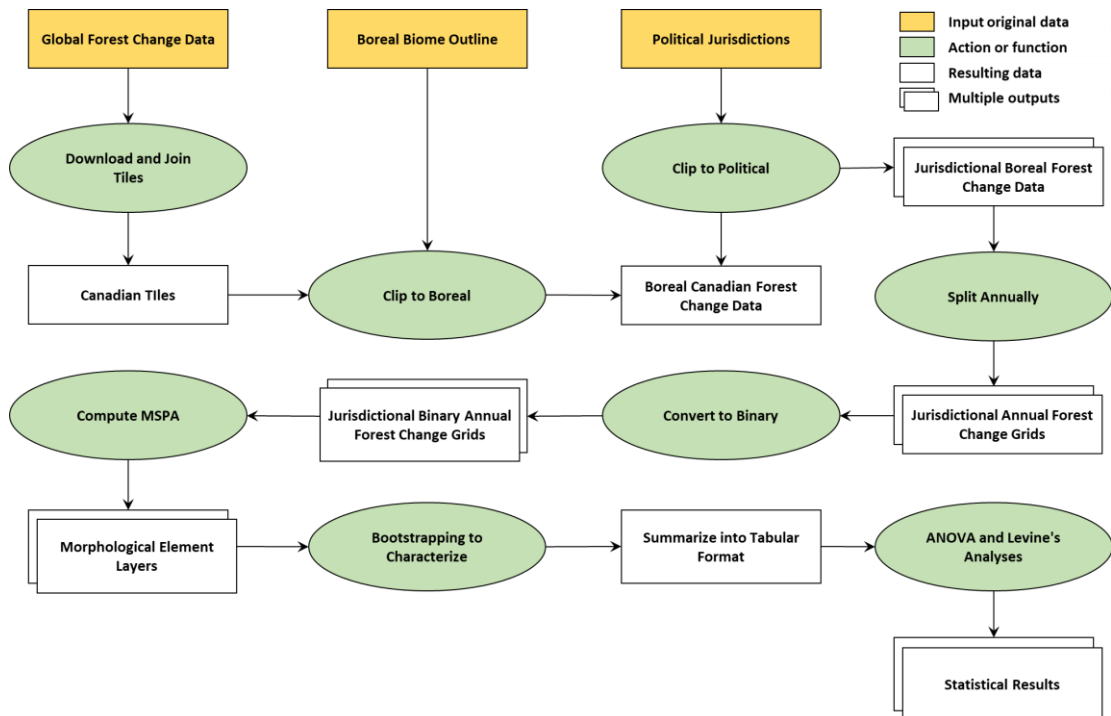 Global Forest Change Data
Boreal Biome Outline
Political Jurisdictions
Input original data
Action or function
Resulting data
Multiple outputs
Download and Join
Tiles
Clip to Political
Jurisdictional Boreal Forest
Change Data
Canadian TIles
Clip to Boreal
Boreal Canadian Forest
Change Data
Split Annually
Compute MSPA
Jurisdictional Binary Annual
Forest Change Grids
Convert to Binary
Jurisdictional Annual Forest
Change Grids
Morphological Element
Layers
Bootstrapping to
Characterize
Summarize into Tabular
Format
ANOVA and Levine's
Analyses
Statistical Results